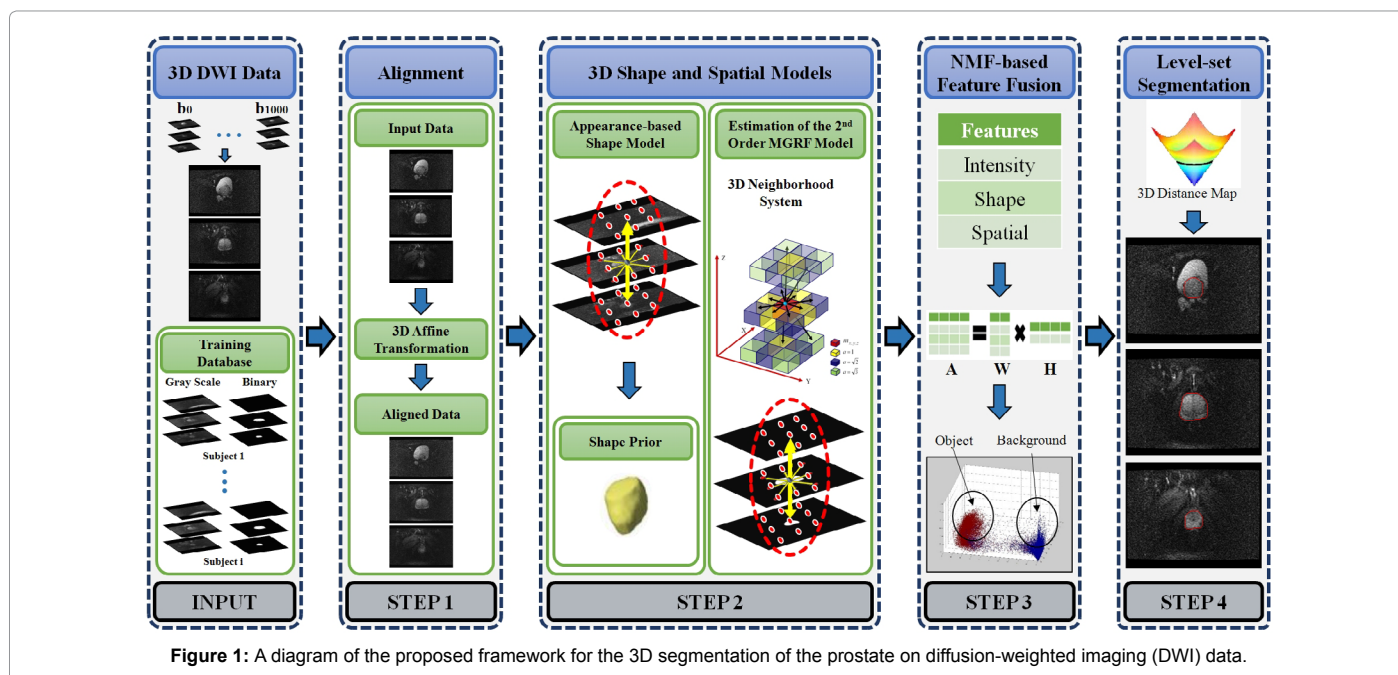 3D DWI Data
b0
b1000
Training
Database
Gray Scale
Binary
Subject 1
Subject i
INPUT
Alignment
Input Data
3D Affine
Transformation
Aligned Data
STEP 1
3D Shape and Spatial Models
Appearance-based
Shape Model
Shape Prior
Estimation of the 2nd
Order MGRF Model
3D Neighborhood
System
Z
X
Y
a=1
a=√2
a=√3
STEP 2
NMF-based
Feature Fusion
Features
Intensity
Shape
Spatial
A
W
H
Object
Background
STEP 3
Level-set
Segmentation
3D Distance Map
STEP 4
Figure 1: A diagram of the proposed framework for the 3D segmentation of the prostate on diffusion-weighted imaging (DWI) data.